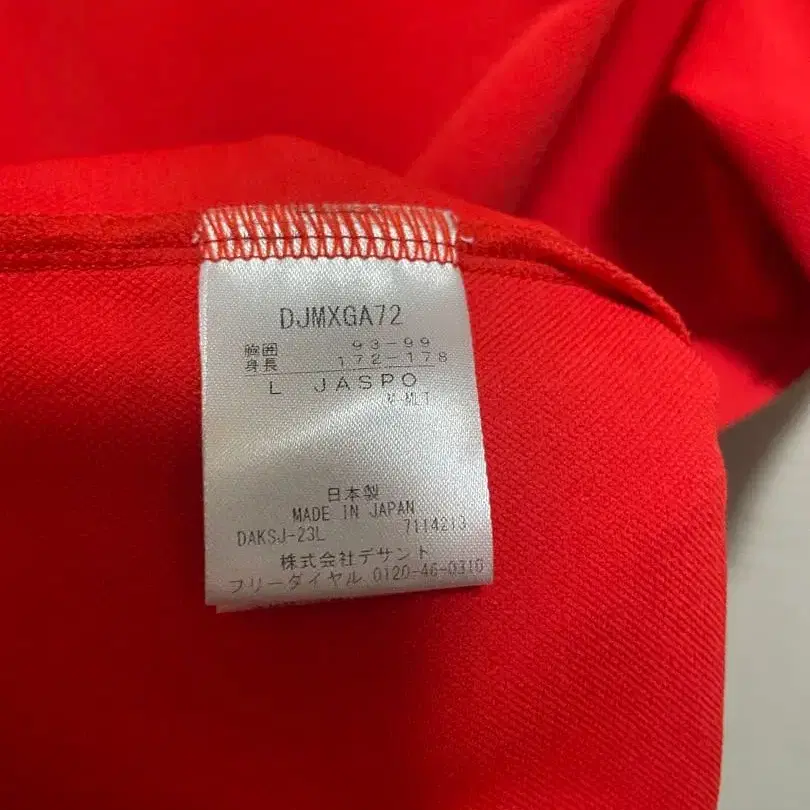 DJMXGA72
胸囲 93-99
身長 172-178
L JASPO
日本製
MADE IN JAPAN
DAKSJ-23L 7114213
株式会社デサント
フリーダイヤル 0120-46-0310